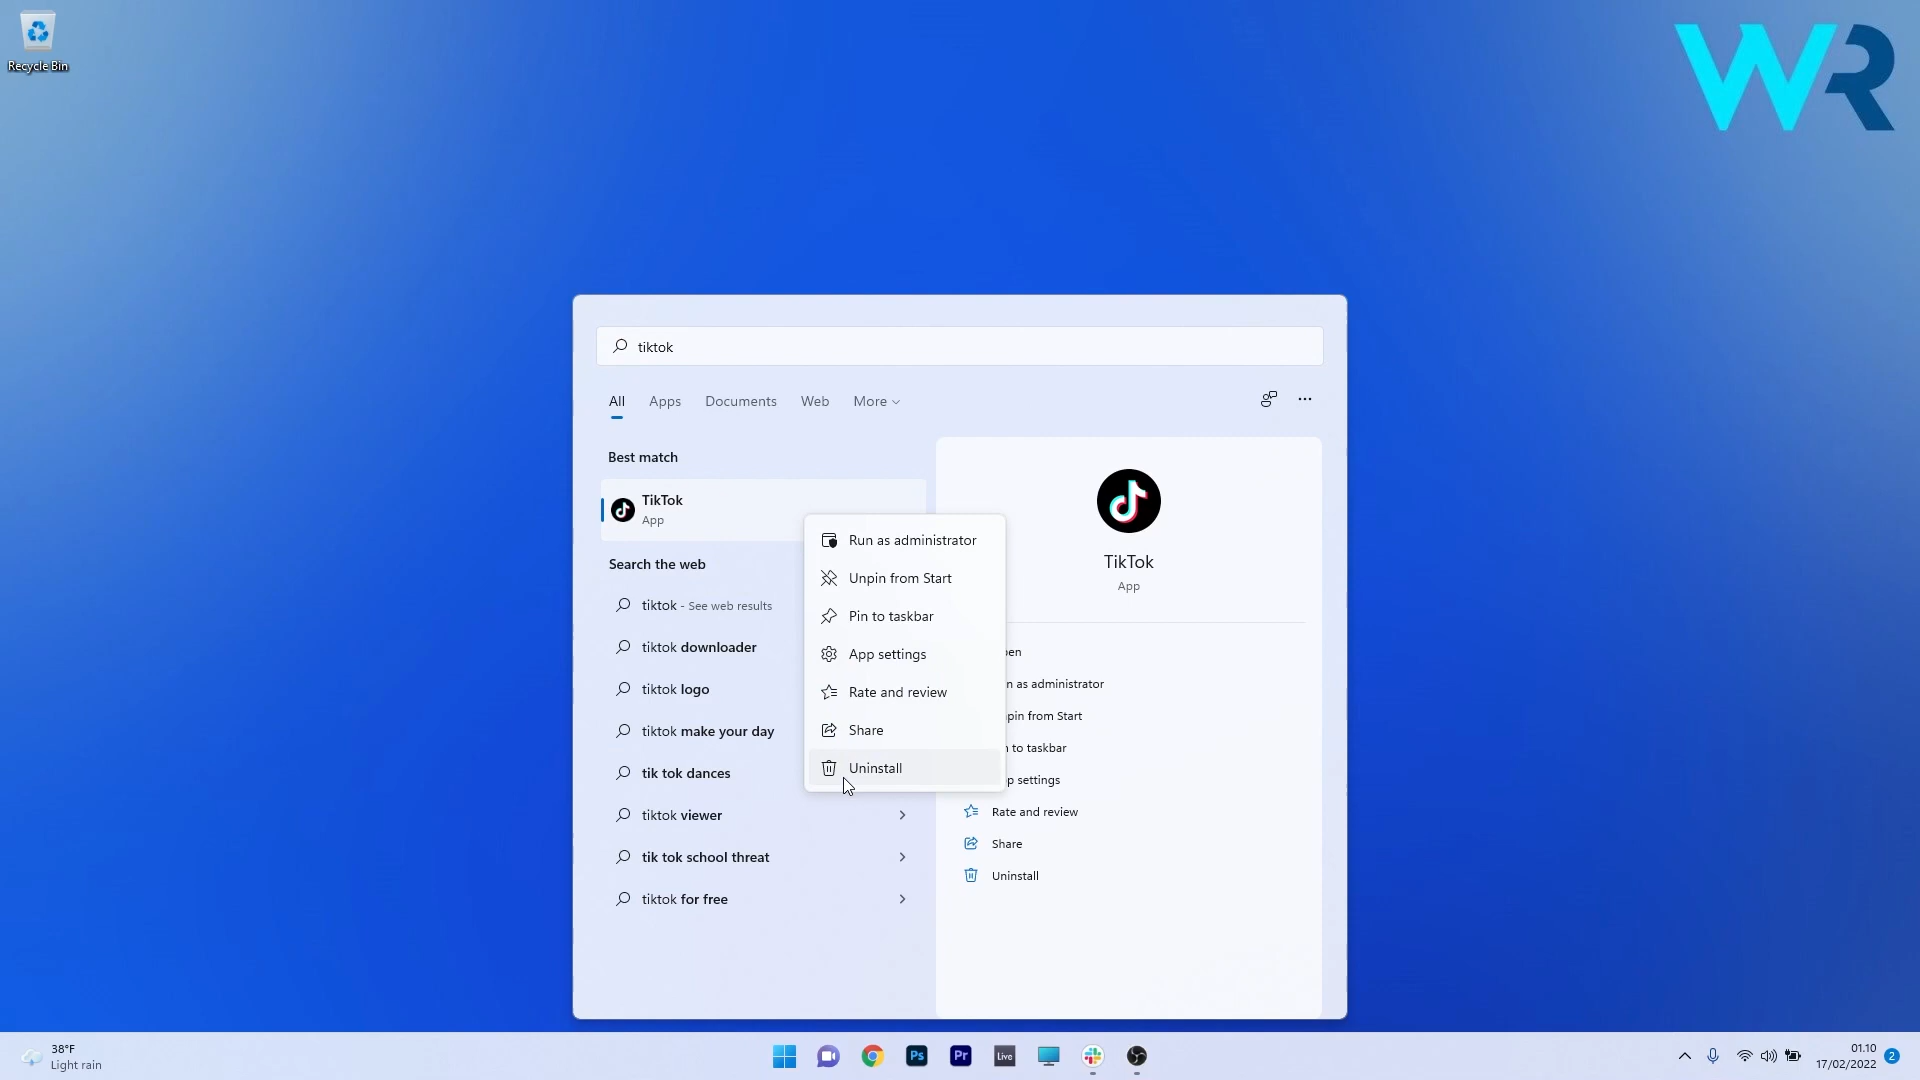 Recycle Bin
WR
tiktok
All Apps Documents Web More
Best match
TikTok
App
Search the web
tiktok - See web results
tiktok downloader
tiktok logo
tiktok make your day
tik tok dances
tiktok viewer
tik tok school threat
tiktok for free
Run as administrator
Unpin from Start
Pin to taskbar
App settings
Rate and review
Share
Uninstall
TikTok
App
pen
n as administrator
pin from Start
to taskbar
p settings
Rate and review
Share
Uninstall
38°F
Light rain
Ps
Pr
Live
01.10
17/02/2022
2